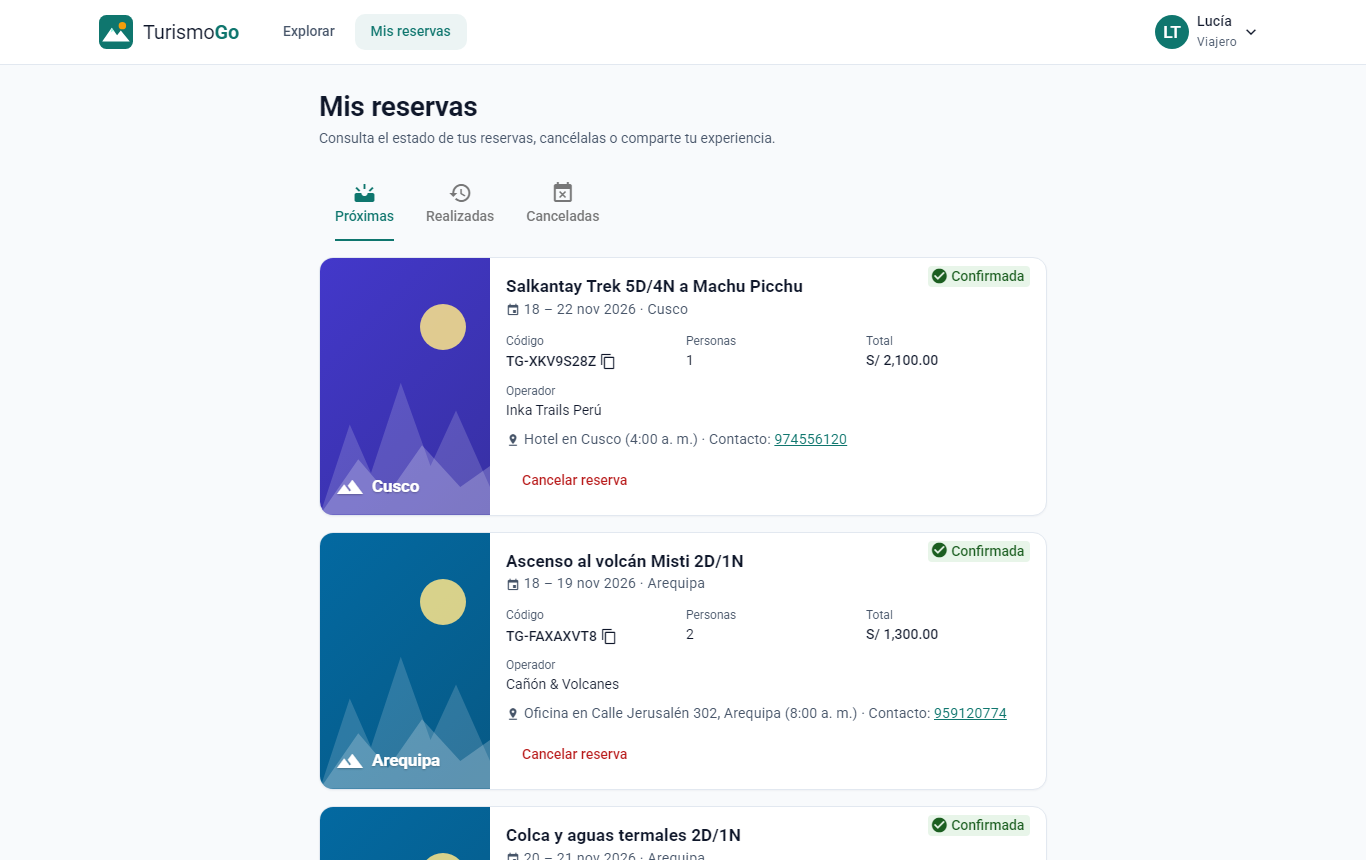 TurismoGo
Explorar
Mis reservas
LT
Lucía
Viajero
Mis reservas
Consulta el estado de tus reservas, cancélalas o comparte tu experiencia.
Próximas
Realizadas
Canceladas
Cusco
Salkantay Trek 5D/4N a Machu Picchu
Confirmada
18 – 22 nov 2026 · Cusco
Código
Personas
Total
TG-XKV9S28Z
1
S/ 2,100.00
Operador
Inka Trails Perú
Hotel en Cusco (4:00 a. m.) · Contacto: 974556120
Cancelar reserva
Arequipa
Ascenso al volcán Misti 2D/1N
Confirmada
18 – 19 nov 2026 · Arequipa
Código
Personas
Total
TG-FAXAXVT8
2
S/ 1,300.00
Operador
Cañón & Volcanes
Oficina en Calle Jerusalén 302, Arequipa (8:00 a. m.) · Contacto: 959120774
Cancelar reserva
Colca y aguas termales 2D/1N
Confirmada
20 – 21 nov 2026 · Arequipa